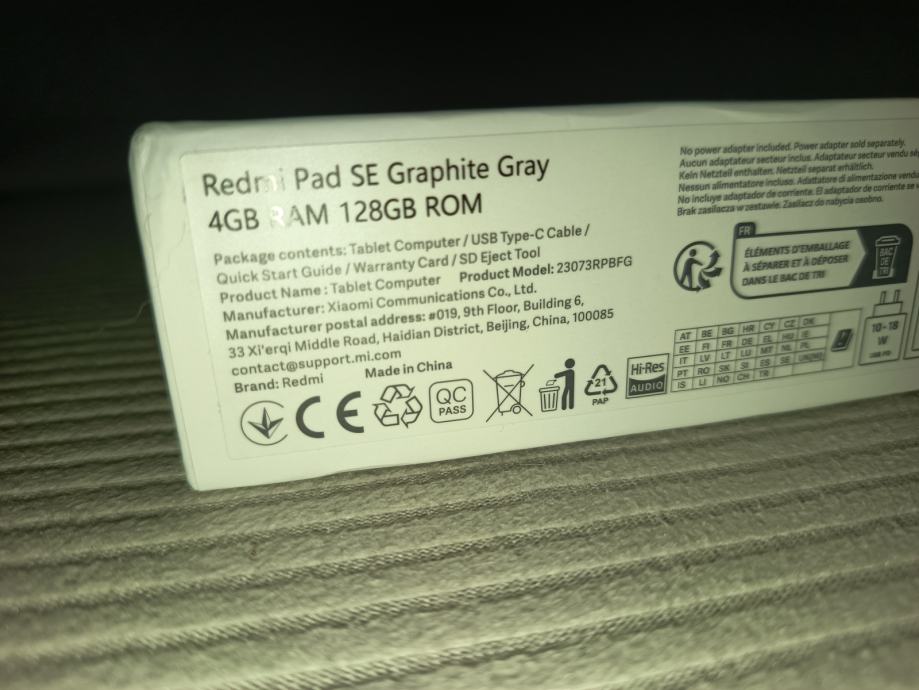 Redmi Pad SE Graphite Gray
4GB RAM 128GB ROM
Package contents: Tablet Computer / USB Type-C Cable /
Quick Start Guide / Warranty Card / SD Eject Tool
Product Name : Tablet Computer Product Model: 23073RPBFG
Manufacturer: Xiaomi Communications Co., Ltd.
Manufacturer postal address: #019, 9th Floor, Building 6,
33 Xi'erqi Middle Road, Haidian District, Beijing, China, 100085
contact@support.mi.com
Brand: Redmi Made in China
CE
QC
PASS
21
PAP
Hi-Res
AUDIO
No power adapter included. Power adapter sold separately.
Aucun adaptateur secteur inclus. Adaptateur secteur vendu
Kein Netzteil enthalten. Netzteil separat erhältlich.
Nessun alimentatore incluso. Adattatore di alimentazione
No incluye adaptador de corriente. El adaptador de corriente se
Brak zasilacza w zestawie. Zasilacz do nabycia osobno.
FR
ÉLÉMENTS D'EMBALLAGE
À SÉPARER ET À DÉPOSER
DANS LE BAC DE TRI
BAC
DE
TRI
AT BE BG HR CY CZ DK
EE FI FR DE EL HU IE
IT LV LT LU MT NL PL
PT RO SK SI ES SE UK(NI)
IS LI NO CH TR
10-18
W
USB PD